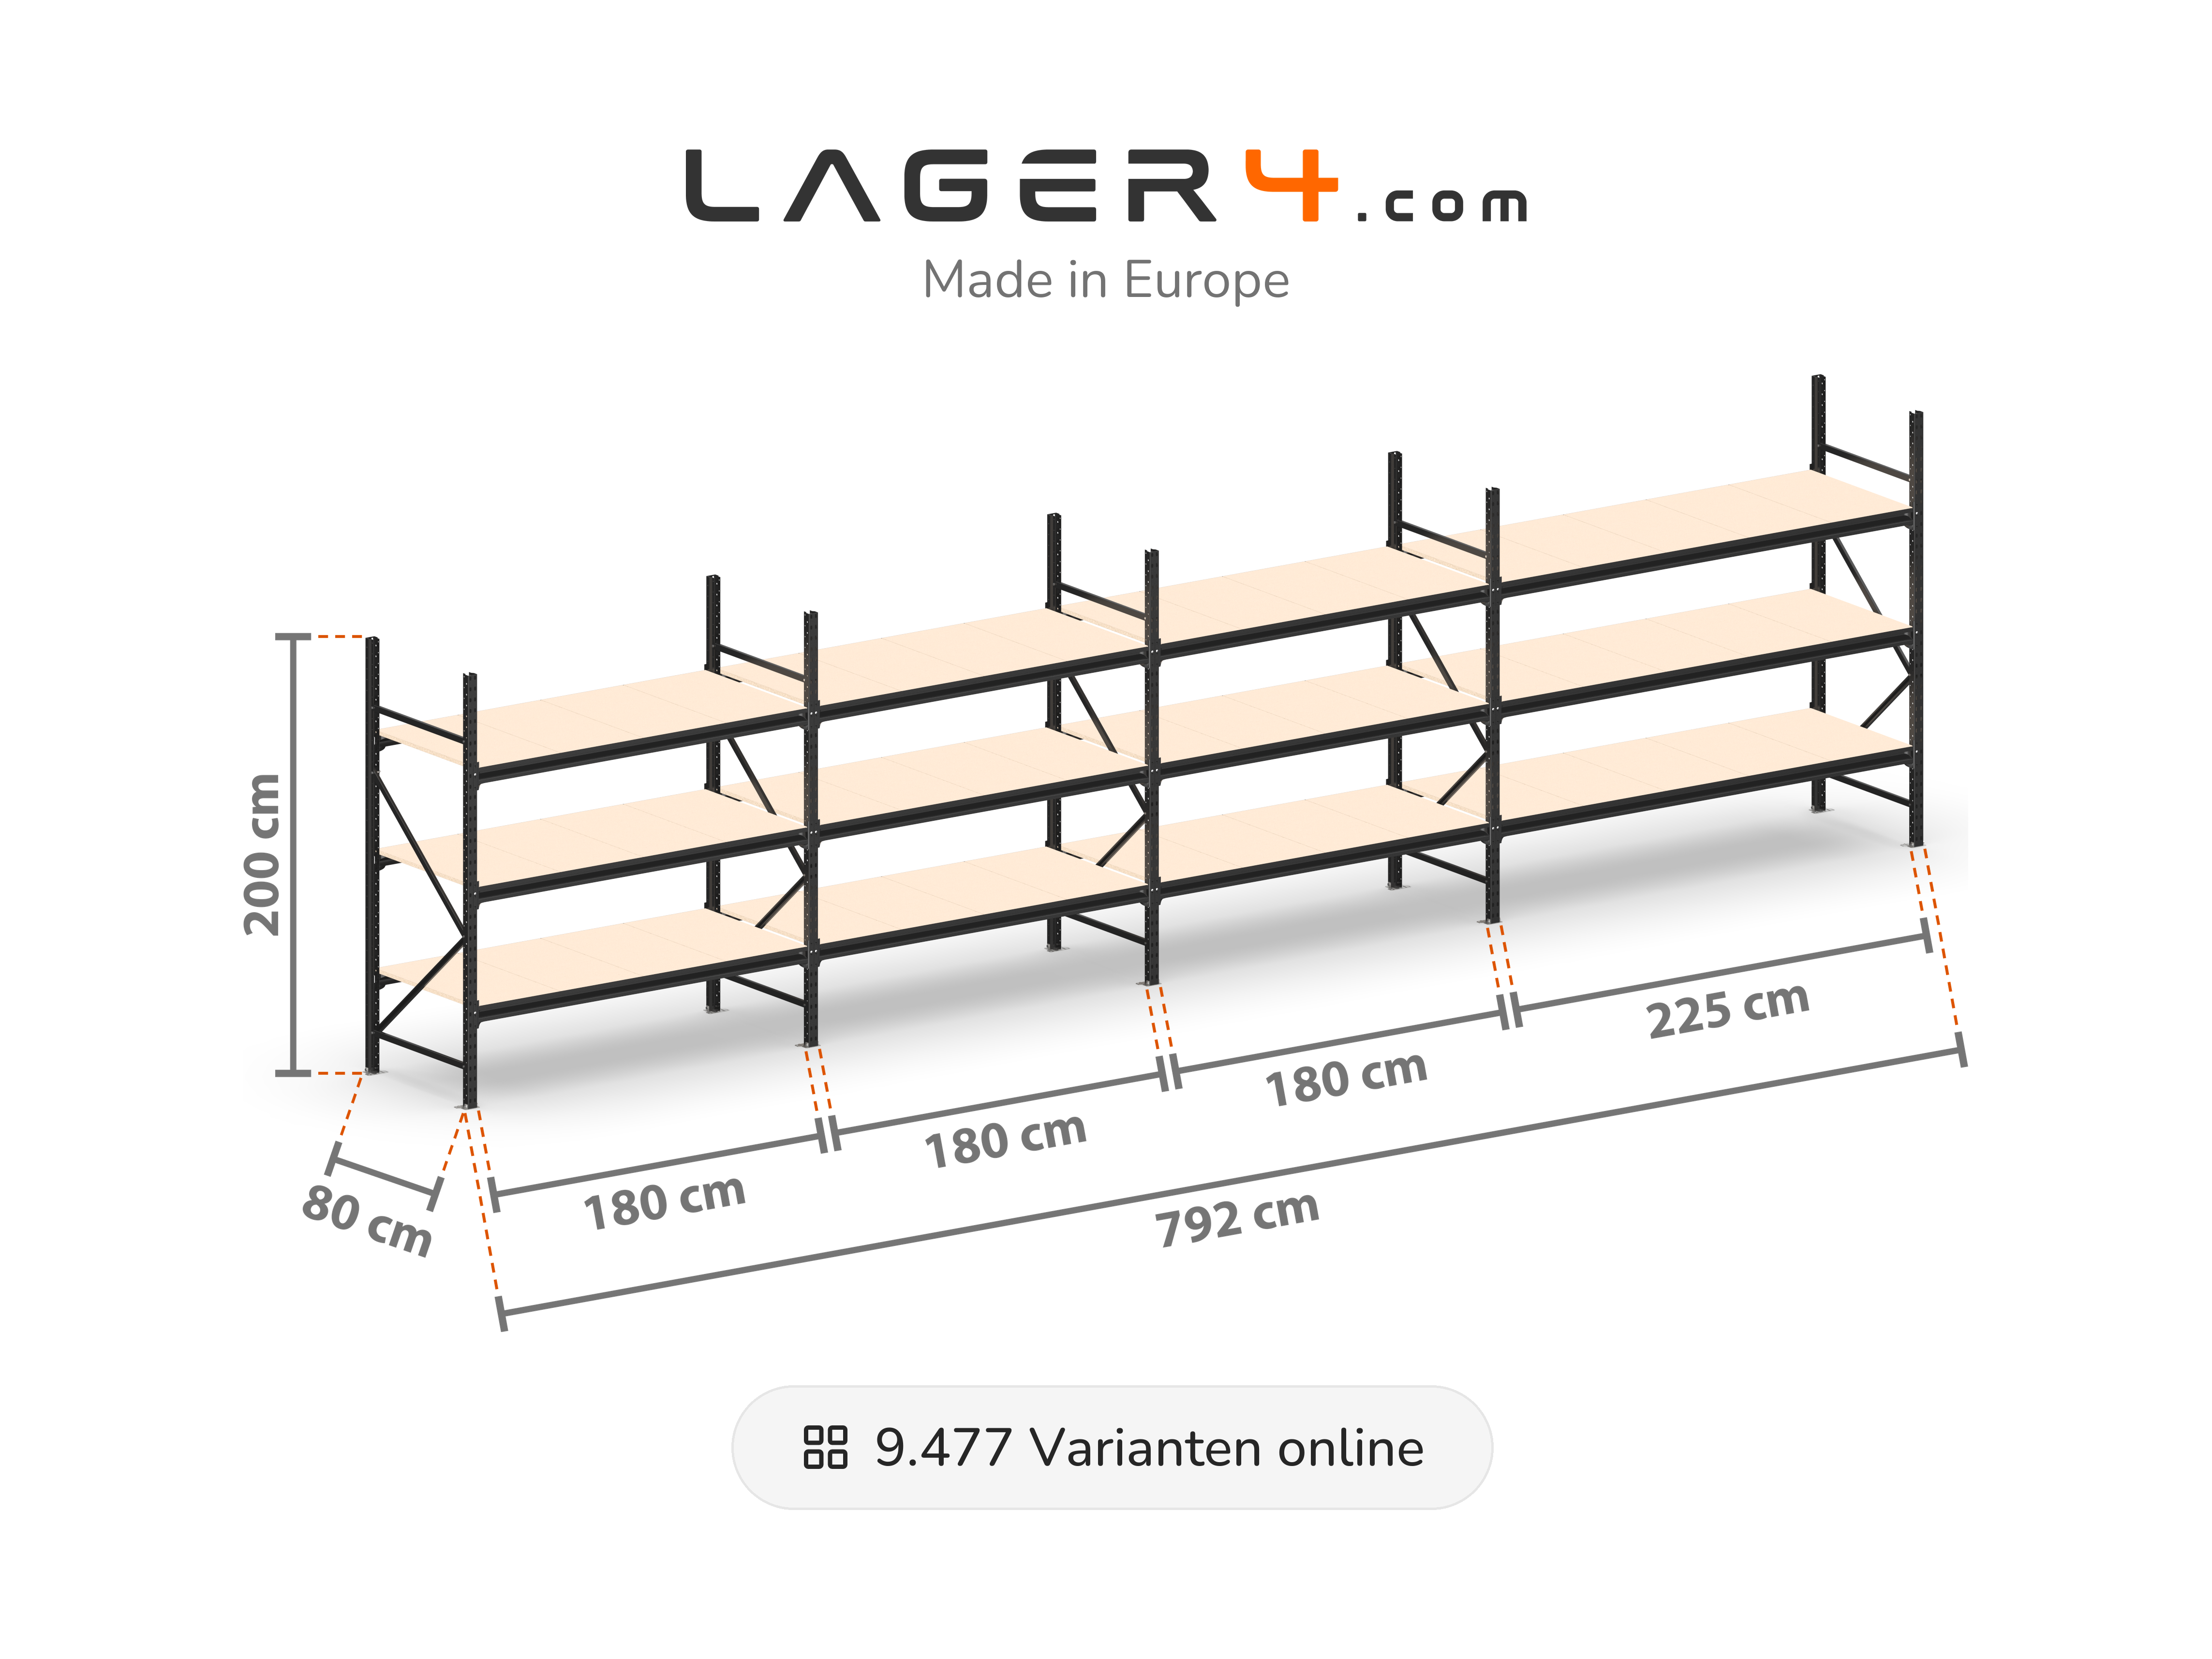 LAGER4.com
Made in Europe
200 cm
80 cm
180 cm
180 cm
180 cm
225 cm
792 cm
9.477 Varianten online